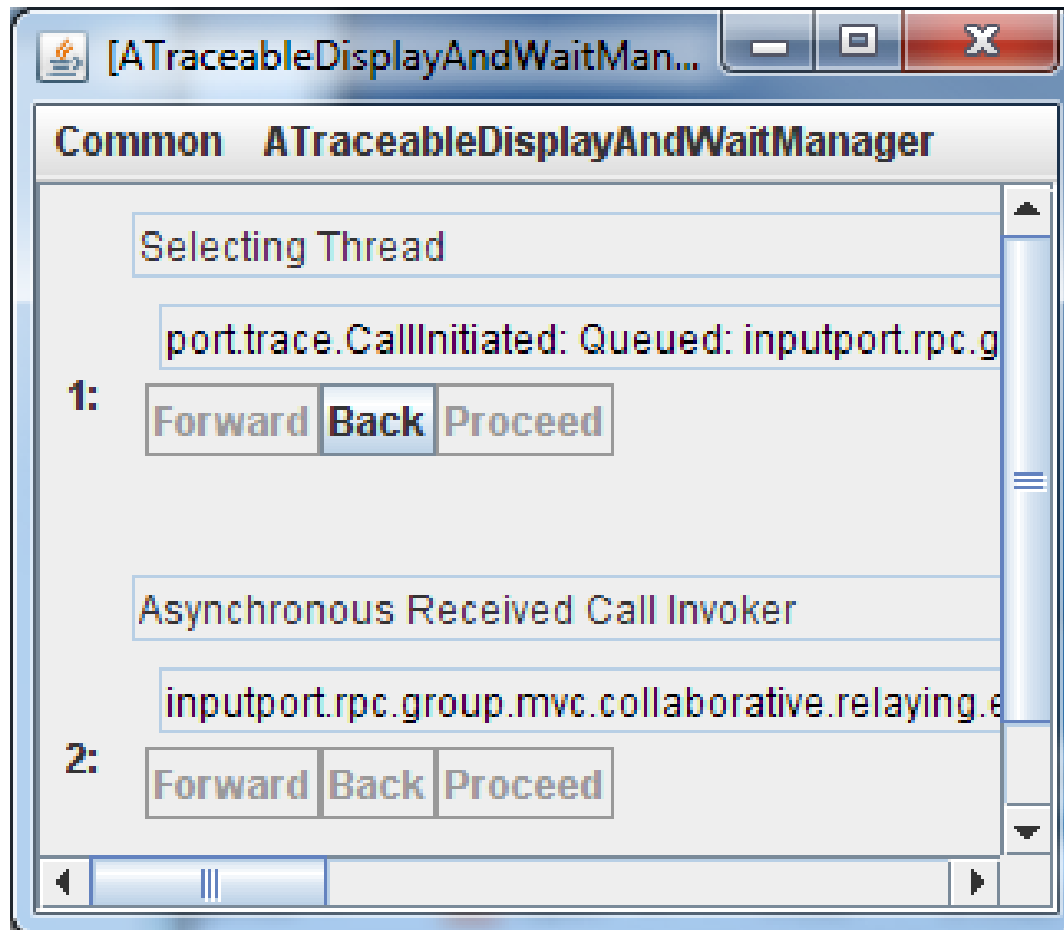 [ATraceableDisplayAndWaitMan...
Common ATraceableDisplayAndWaitManager
Selecting Thread
port.trace.CallInitiated: Queued: inputport.rpc.g
1:
Forward Back Proceed
Asynchronous Received Call Invoker
inputport.rpc.group.mvc.collaborative.relaying.e
2:
Forward Back Proceed